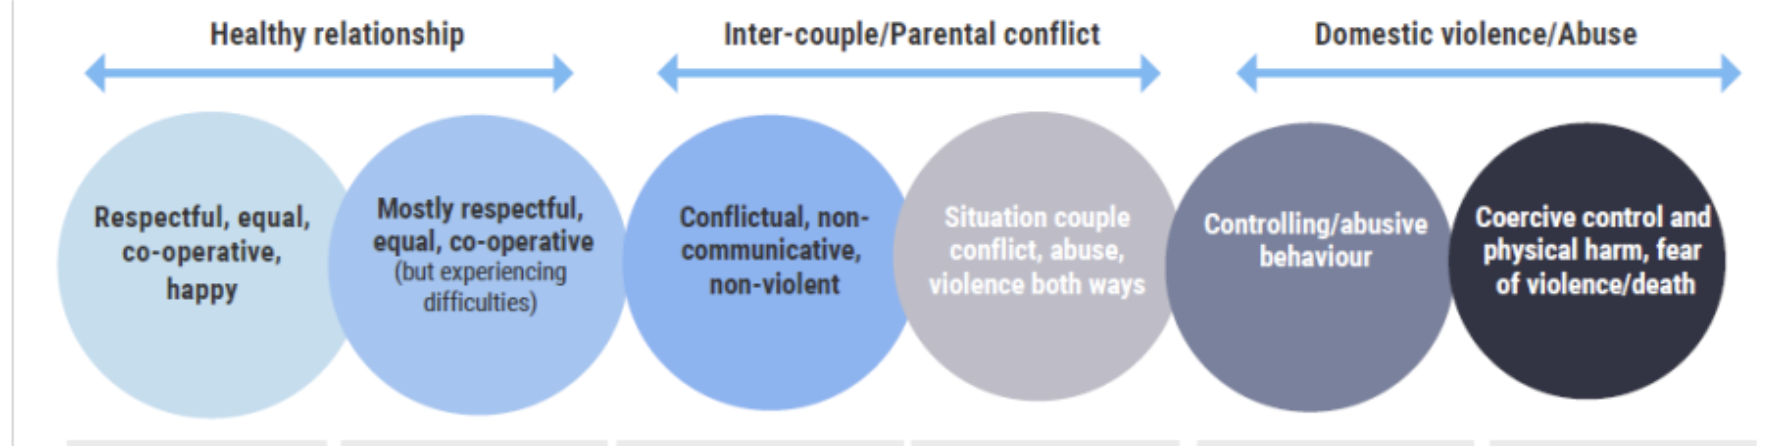 Healthy relationship
Inter-couple/Parental conflict
Domestic violence/Abuse
Respectful, equal,
co-operative,
happy
Mostly respectful,
equal, co-operative
(but experiencing
difficulties)
Conflictual, non-
communicative,
non-violent
Situation couple
conflict, abuse,
violence both ways
Controlling/abusive
behaviour
Coercive control and
physical harm, fear
of violence/death